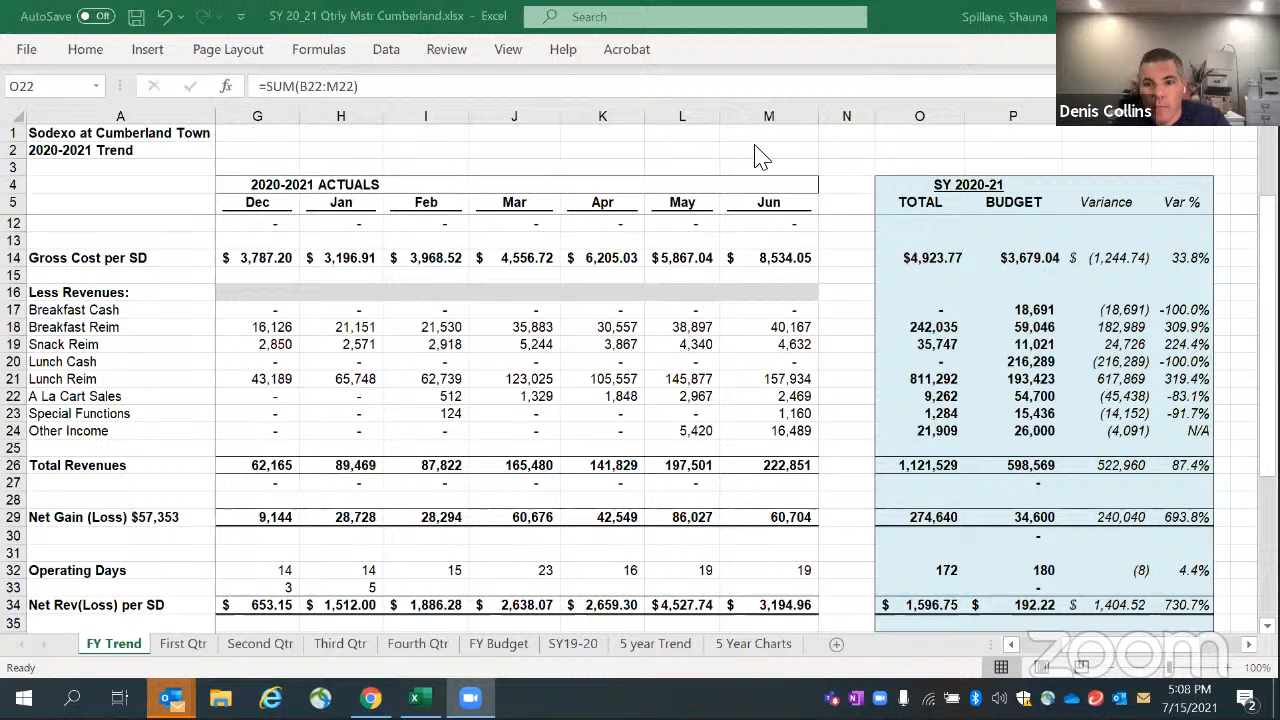 AutoSave Off SY 20_21 Qtrly Mstr Cumberland.xlsx - Excel Search Spillane, Shauna
File Home Insert Page Layout Formulas Data Review View Help Acrobat
O22 fx =SUM(B22:M22)
Denis Collins
A G H I J K L M N O P Q R
1 Sodexo at Cumberland Town
2 2020-2021 Trend
3
4 2020-2021 ACTUALS SY 2020-21
5 Dec Jan Feb Mar Apr May Jun TOTAL BUDGET Variance Var %
12 - - - - - - -
13
14 Gross Cost per SD $ 3,787.20 $ 3,196.91 $ 3,968.52 $ 4,556.72 $ 6,205.03 $ 5,867.04 $ 8,534.05 $4,923.77 $3,679.04 $ (1,244.74) 33.8%
15
16 Less Revenues:
17 Breakfast Cash - - - - - - - - 18,691 (18,691) -100.0%
18 Breakfast Reim 16,126 21,151 21,530 35,883 30,557 38,897 40,167 242,035 59,046 182,989 309.9%
19 Snack Reim 2,850 2,571 2,918 5,244 3,867 4,340 4,632 35,747 11,021 24,726 224.4%
20 Lunch Cash - - - - - - - - 216,289 (216,289) -100.0%
21 Lunch Reim 43,189 65,748 62,739 123,025 105,557 145,877 157,934 811,292 193,423 617,869 319.4%
22 A La Cart Sales - - 512 1,329 1,848 2,967 2,469 9,262 54,700 (45,438) -83.1%
23 Special Functions - - 124 - - - 1,160 1,284 15,436 (14,152) -91.7%
24 Other Income - - - - - 5,420 16,489 21,909 26,000 (4,091) N/A
25
26 Total Revenues 62,165 89,469 87,822 165,480 141,829 197,501 222,851 1,121,529 598,569 522,960 87.4%
27 - - - - - - -
28
29 Net Gain (Loss) $57,353 9,144 28,728 28,294 60,676 42,549 86,027 60,704 274,640 34,600 240,040 693.8%
30 -
31
32 Operating Days 14 14 15 23 16 19 19 172 180 (8) 4.4%
33 3 5 -
34 Net Rev(Loss) per SD $ 653.15 $ 1,512.00 $ 1,886.28 $ 2,638.07 $ 2,659.30 $ 4,527.74 $ 3,194.96 $ 1,596.75 $ 192.22 $ 1,404.52 730.7%
35
FY Trend First Qtr Second Qtr Third Qtr Fourth Qtr FY Budget SY19-20 5 year Trend 5 Year Charts
zoom
Ready 100%
5:08 PM
7/15/2021
2